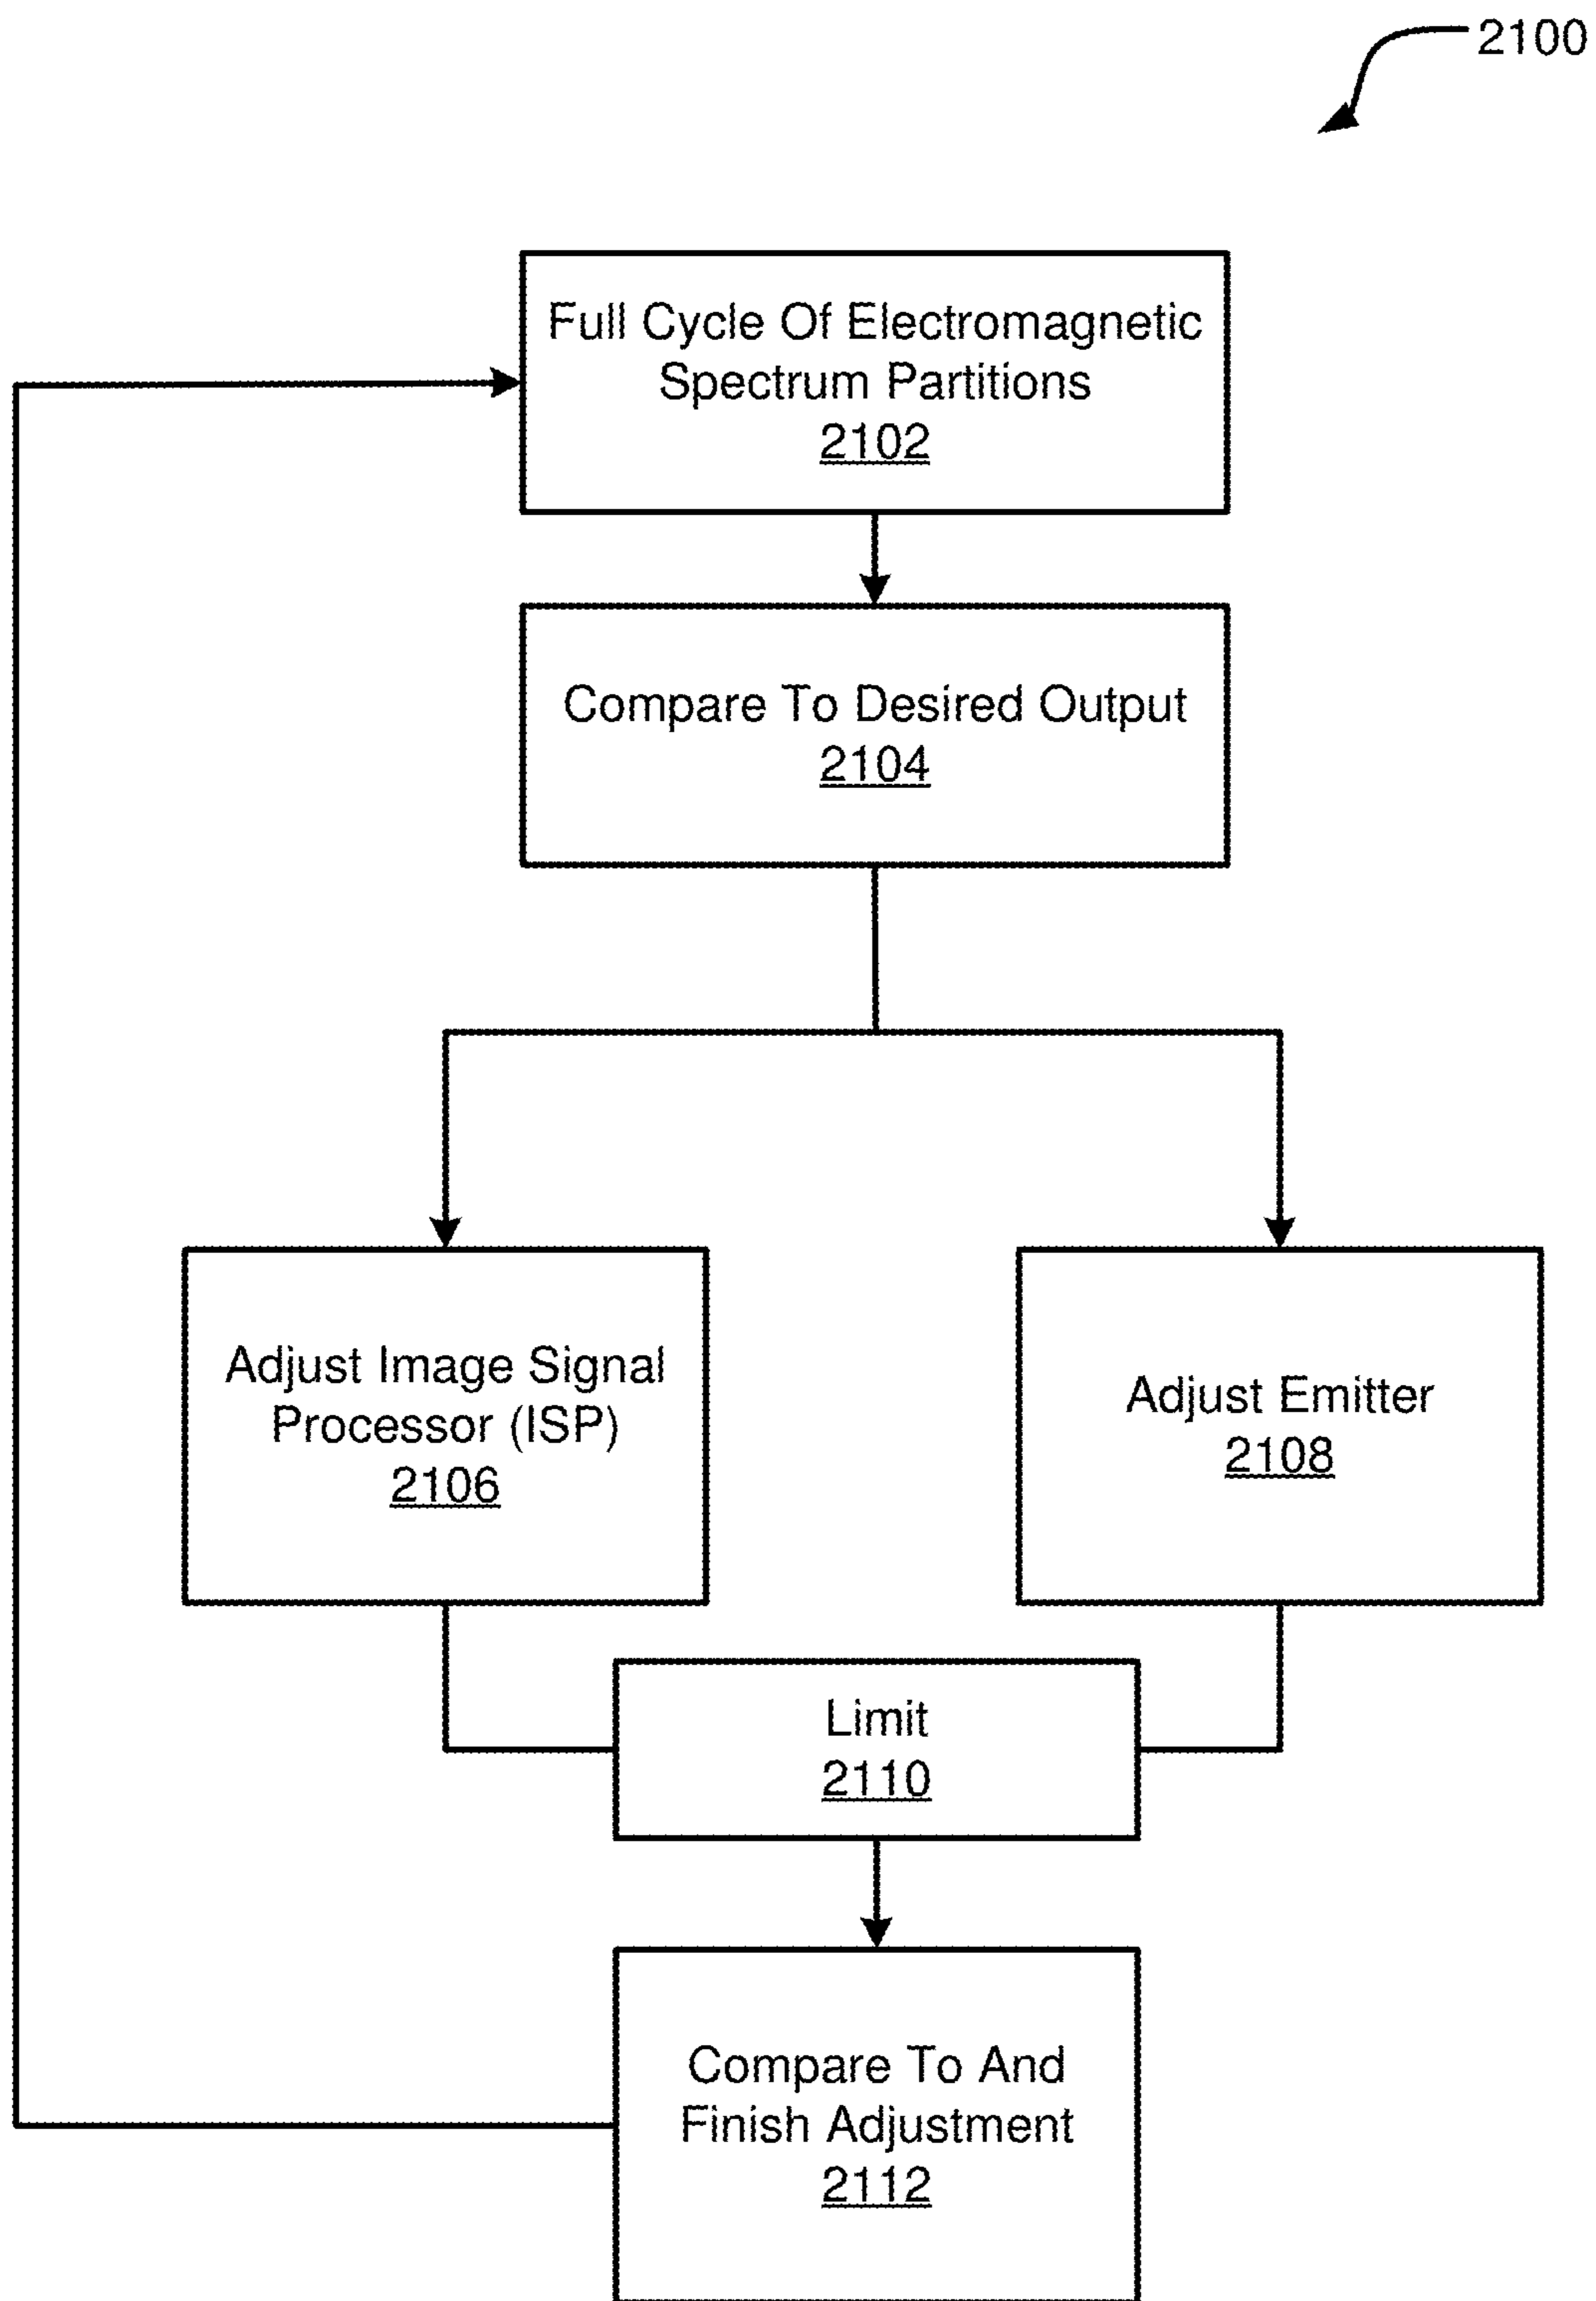 2100
Full Cycle Of Electromagnetic
Spectrum Partitions
2102
Compare To Desired Output
2104
Adjust Image Signal
Processor (ISP)
2106
Adjust Emitter
2108
Limit
2110
Compare To And
Finish Adjustment
2112